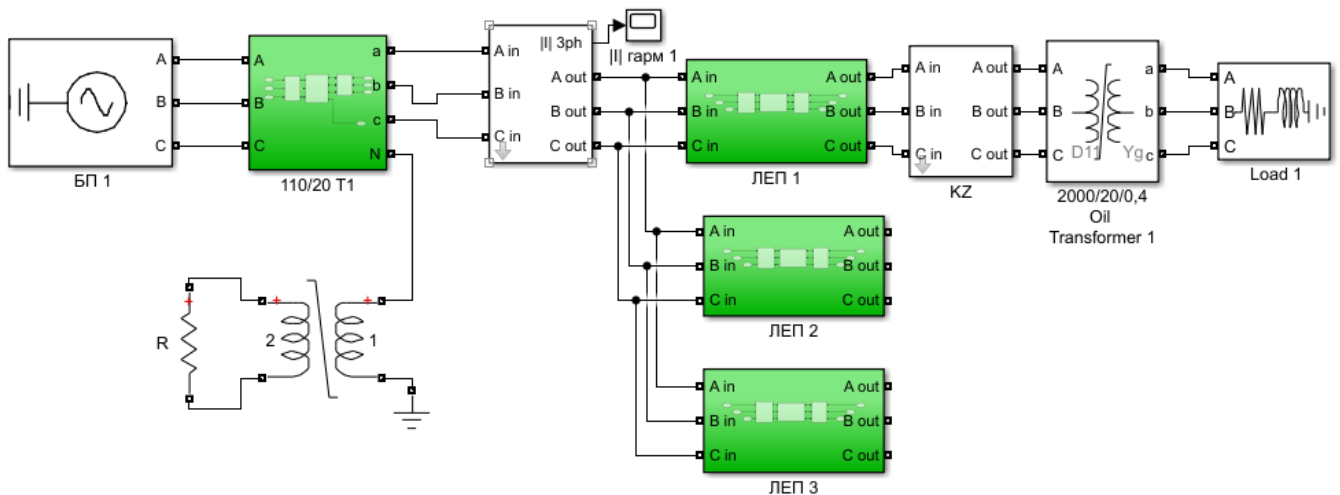 A
B
C
БП 1
A
B
C
a
b
c
N
110/20 T1
A in
B in
C in
|I| 3ph
A out
B out
C out
|I| гарм 1
A in
B in
C in
A out
B out
C out
ЛЕП 1
A in
B in
C in
A out
B out
C out
KZ
A
B
C
D11
Yg
a
b
c
2000/20/0,4
Oil
Transformer 1
A
B
C
Load 1
A in
B in
C in
A out
B out
C out
ЛЕП 2
R
+
+
2
1
+
A in
B in
C in
A out
B out
C out
ЛЕП 3